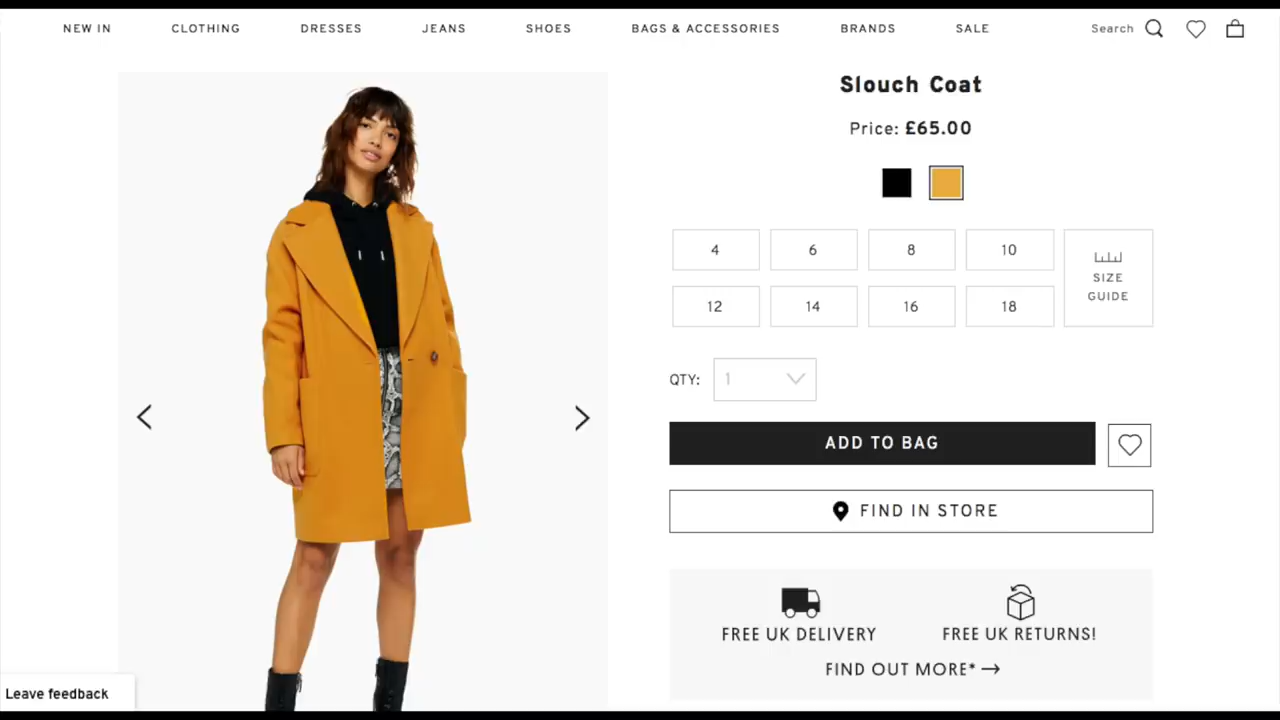 NEW IN CLOTHING DRESSES JEANS SHOES BAGS & ACCESSORIES BRANDS SALE Search
Slouch Coat
Price: £65.00
4 6 8 10
SIZE
GUIDE
12 14 16 18
QTY: 1
ADD TO BAG
FIND IN STORE
FREE UK DELIVERY FREE UK RETURNS!
FIND OUT MORE* →
Leave feedback